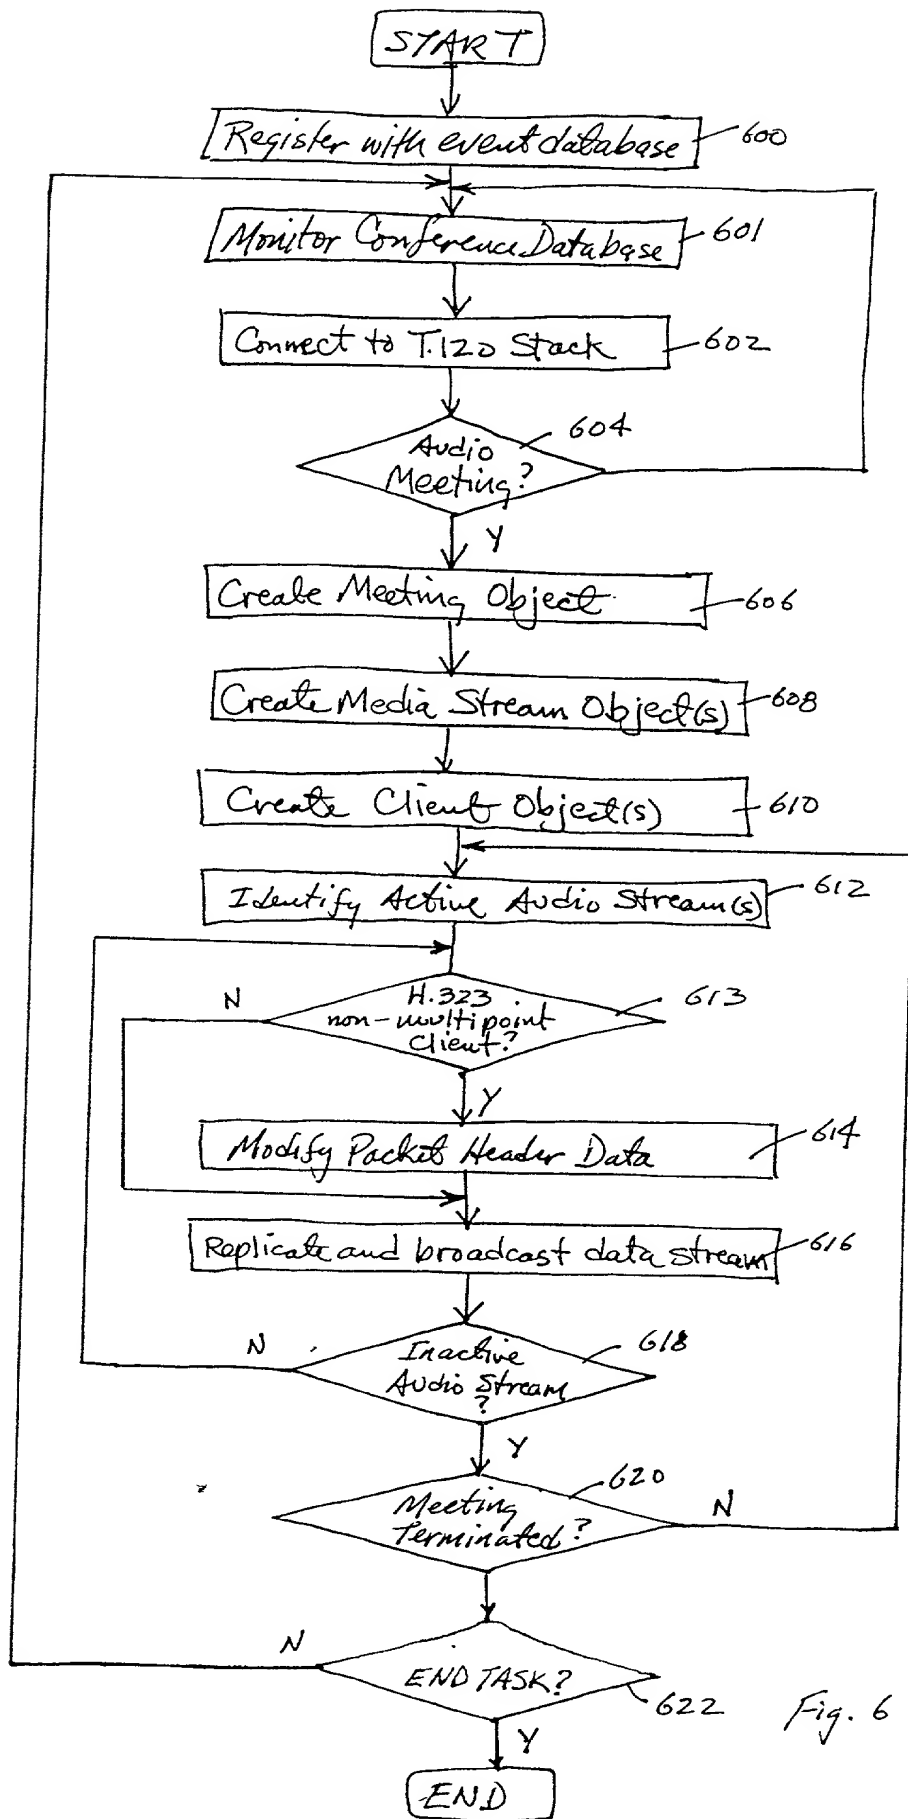 START
Register with event database
600
Monitor Conference Database
601
Connect to T.120 Stack
602
604
Audio
Meeting?
Y
Create Meeting Object
606
Create Media Stream Object(s)
608
Create Client Object(s)
610
Identify Active Audio Stream(s)
612
N
H.323
non-multipoint
Client?
613
Y
Modify Packet Header Data
614
Replicate and broadcast data stream
616
N
Inactive
Audio Stream
?
618
Y
620
Meeting
Terminated?
N
N
END TASK?
622
Fig. 6
Y
END